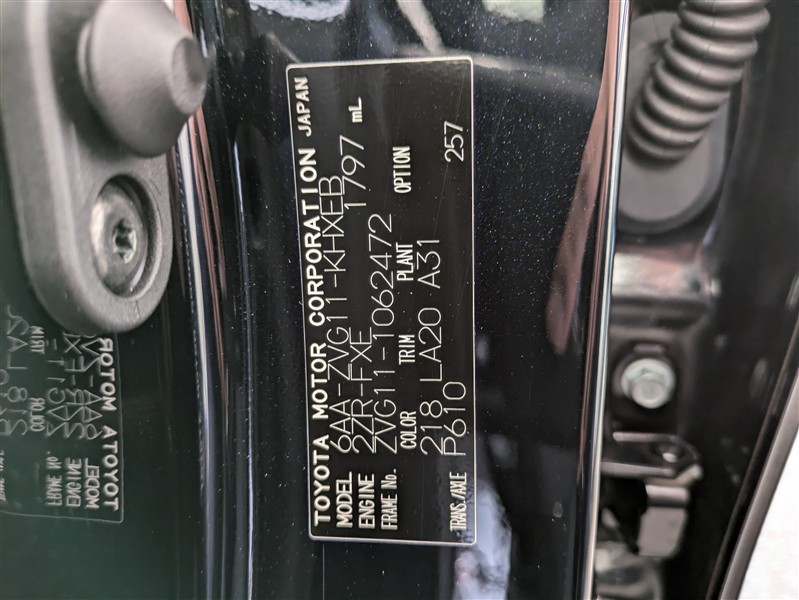 TOYOTA MOTOR CORPORATION JAPAN
MODEL 6AA-ZVG11-KHXEB
ENGINE 2ZR-FXE 1797 mL
FRAME No. ZVG11-1062472
COLOR TRIM PLANT OPTION
218 LA20 A31 257
TRANS./AXLE P610